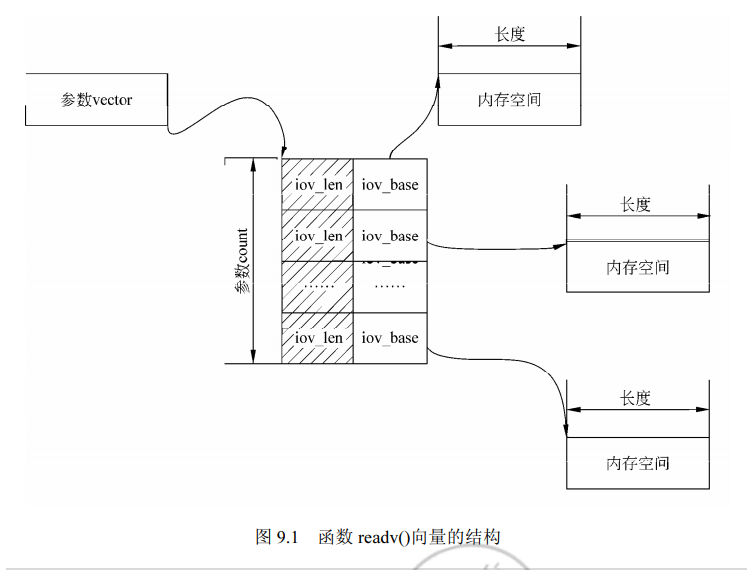 长度
参数vector
内存空间
iov_len iov_base
长度
iov_len iov_base
参数count
内存空间
…… ……
iov_len iov_base
长度
内存空间
图 9.1 函数 readv()向量的结构